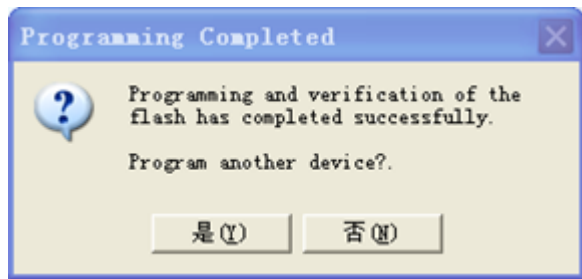 Programming Completed
Programming and verification of the
flash has completed successfully.
Program another device?.
是(Y)
否(N)